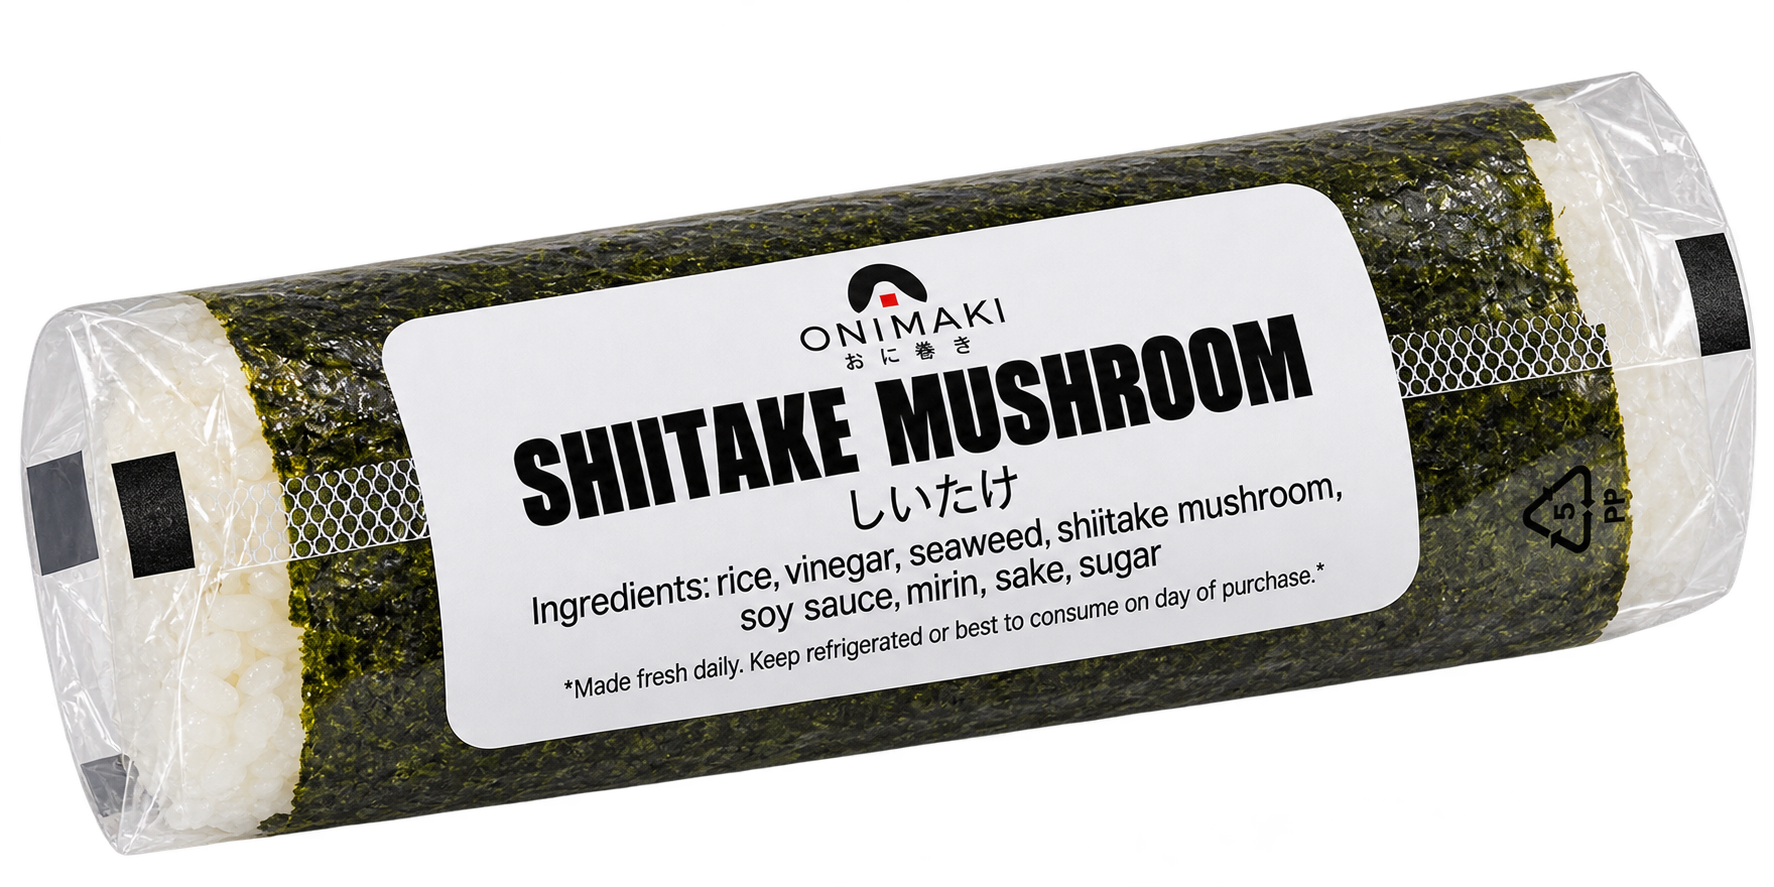 ONIMAKI
おに巻き
SHIITAKE MUSHROOM
しいたけ
Ingredients: rice, vinegar, seaweed, shiitake mushroom,
soy sauce, mirin, sake, sugar
*Made fresh daily. Keep refrigerated or best to consume on day of purchase.*
5
PP